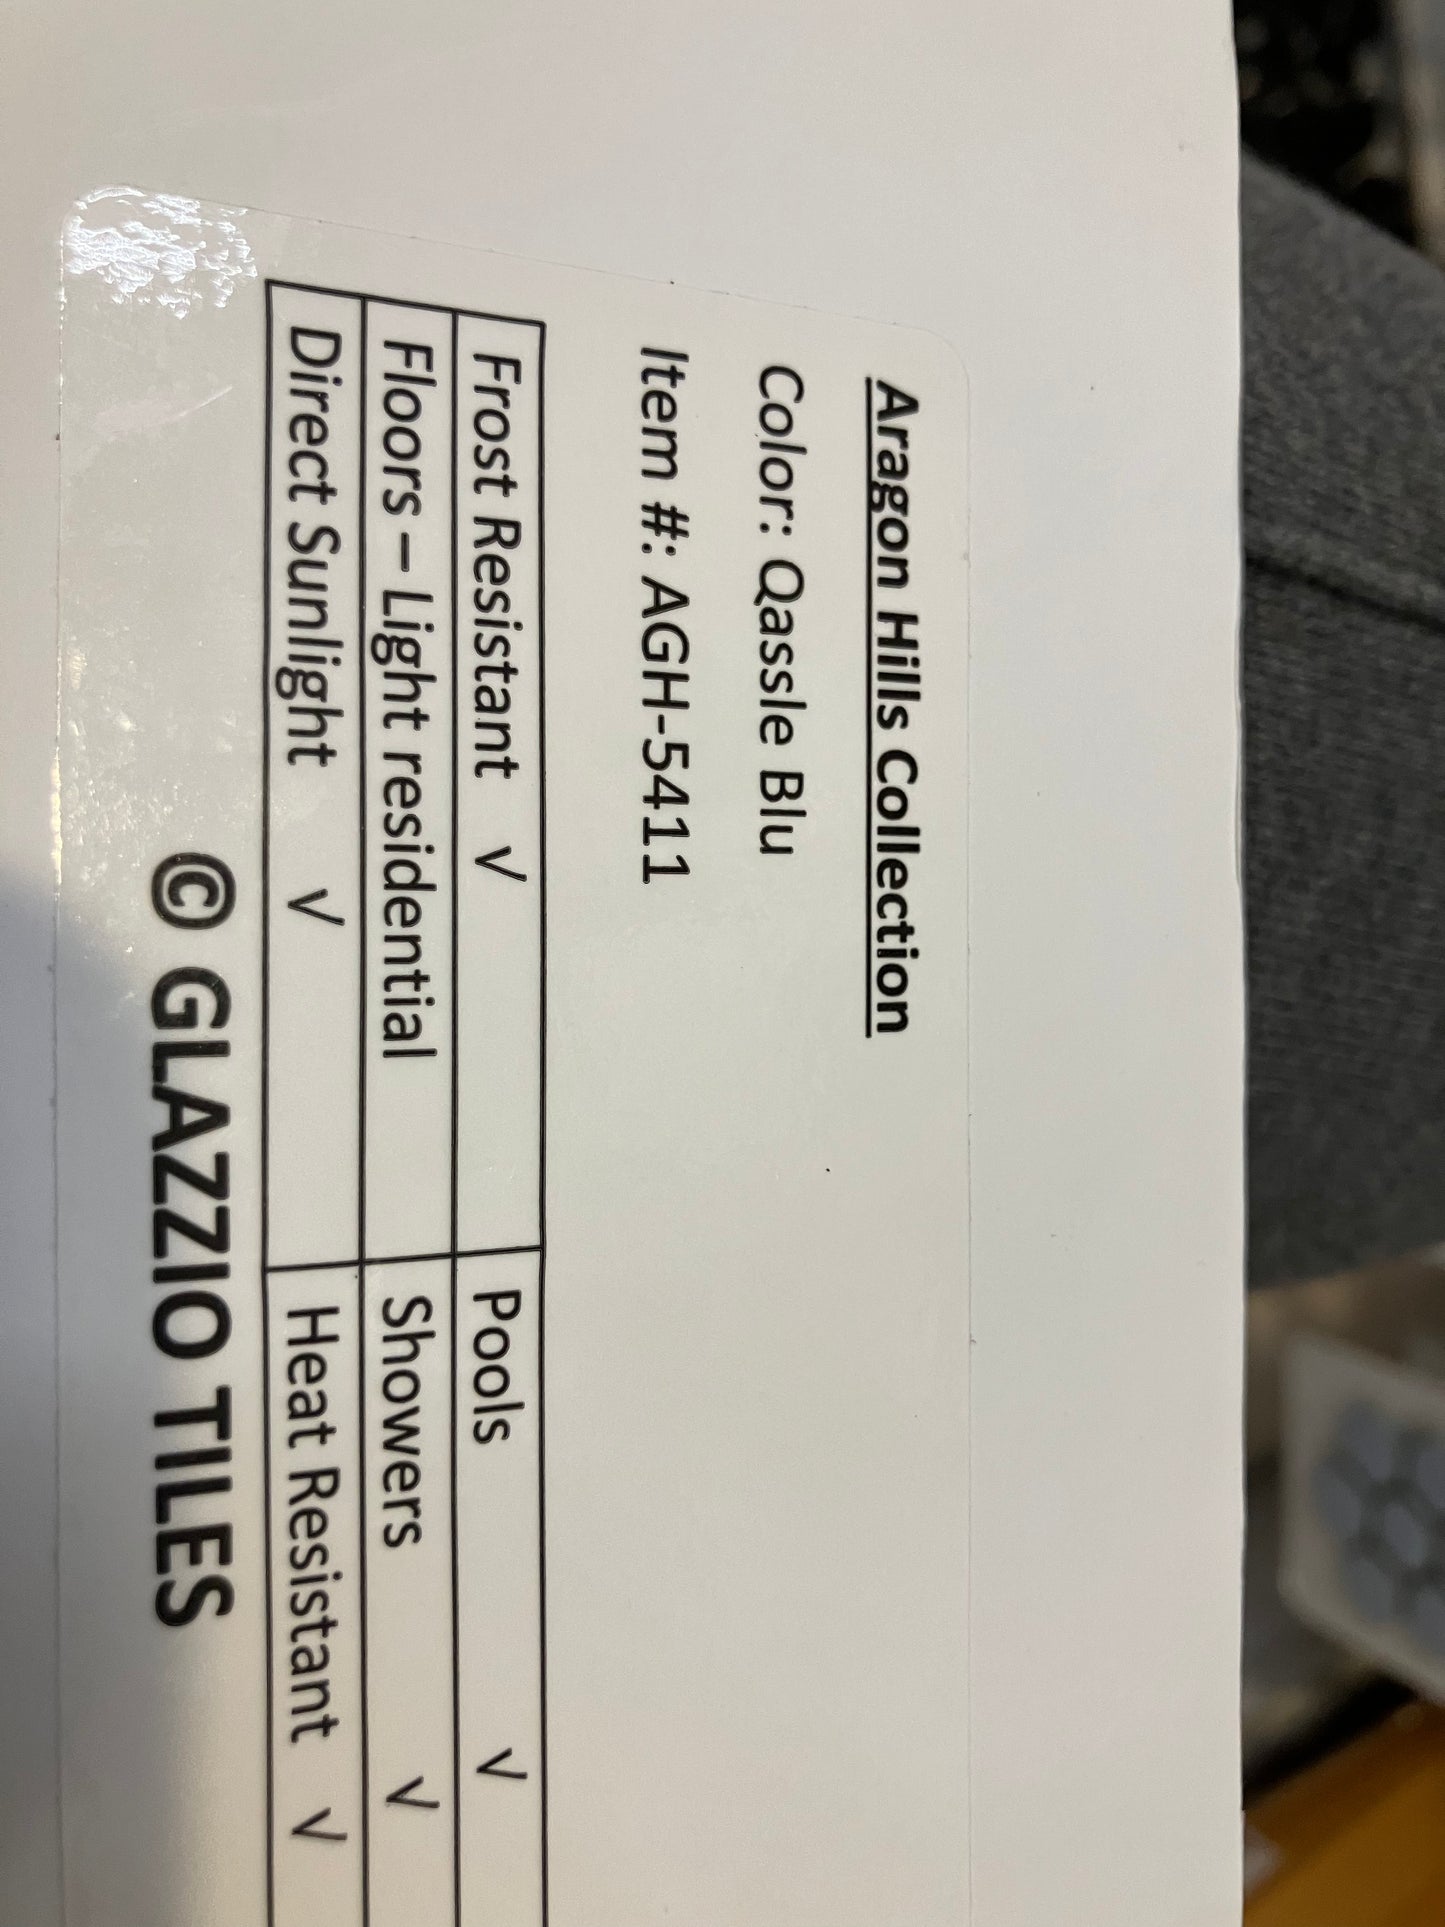 Aragon Hills Collection
Color: Qassle Blu
Item #: AGH-5411
Frost Resistant √ Pools √
Floors – Light residential Showers √
Direct Sunlight √ Heat Resistant √
© GLAZZIO TILES